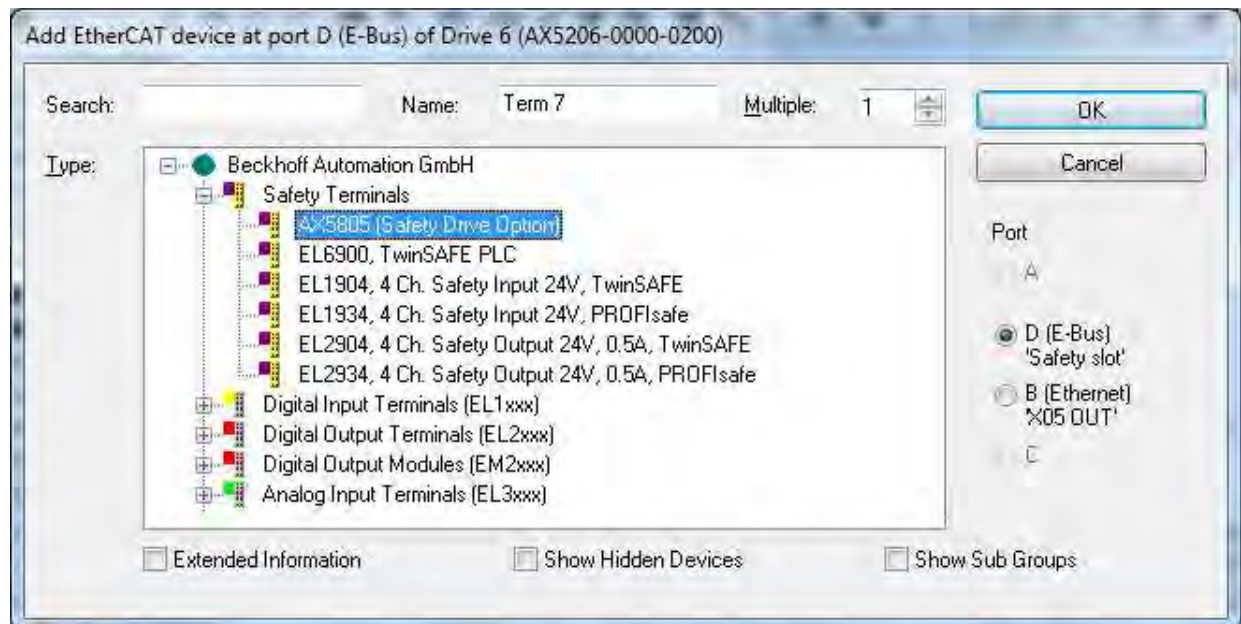 Add EtherCAT device at port D (E-Bus) of Drive 6 (AX5206-0000-0200)
Search: Name: Term 7 Multiple: 1 OK
Type: Beckhoff Automation GmbH Cancel
Safety Terminals
AX5805 (Safety Drive Option)
EL6900, TwinSAFE PLC
EL1904, 4 Ch. Safety Input 24V, TwinSAFE
EL1934, 4 Ch. Safety Input 24V, PROFIsafe
EL2904, 4 Ch. Safety Output 24V, 0.5A, TwinSAFE
EL2934, 4 Ch. Safety Output 24V, 0.5A, PROFIsafe
Digital Input Terminals (EL1xxx)
Digital Output Terminals (EL2xxx)
Digital Output Modules (EM2xxx)
Analog Input Terminals (EL3xxx)
Port
A
D (E-Bus)
'Safety slot'
B (Ethernet)
'X05 OUT'
C
Extended Information Show Hidden Devices Show Sub Groups